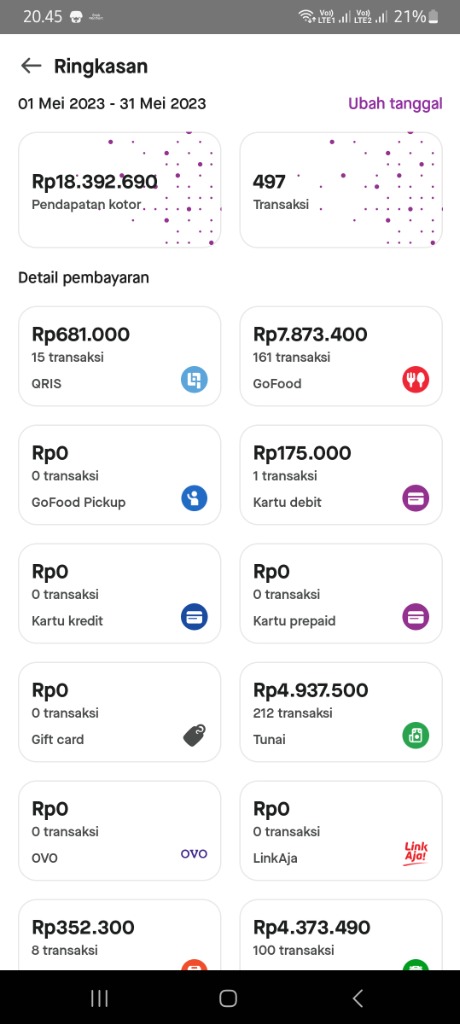 20.45
Vo) LTE1
Vo) LTE2
21%
Ringkasan
01 Mei 2023 - 31 Mei 2023
Ubah tanggal
Rp18.392.690
Pendapatan kotor
497
Transaksi
Detail pembayaran
Rp681.000
15 transaksi
QRIS
Rp7.873.400
161 transaksi
GoFood
Rp0
0 transaksi
GoFood Pickup
Rp175.000
1 transaksi
Kartu debit
Rp0
0 transaksi
Kartu kredit
Rp0
0 transaksi
Kartu prepaid
Rp0
0 transaksi
Gift card
Rp4.937.500
212 transaksi
Tunai
Rp0
0 transaksi
OVO
OVO
Rp0
0 transaksi
LinkAja
Link
Aja!
Rp352.300
8 transaksi
Rp4.373.490
100 transaksi